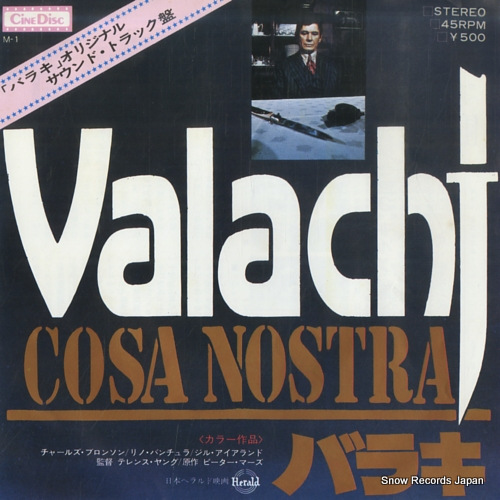 CINEDISC
M-1
「バラキ」オリジナル
サウンド・トラック盤
□STEREO
□45RPM
□￥500
Valachi
COSA NOSTRA
バラキ
〈カラー作品〉
チャールズ・ブロンソン/リノ・バンチュラ/ジル・アイアランド
監督 テレンス・ヤング/原作 ピーター・マーズ
日本ヘラルド映画 Herald
Snow Records Japan